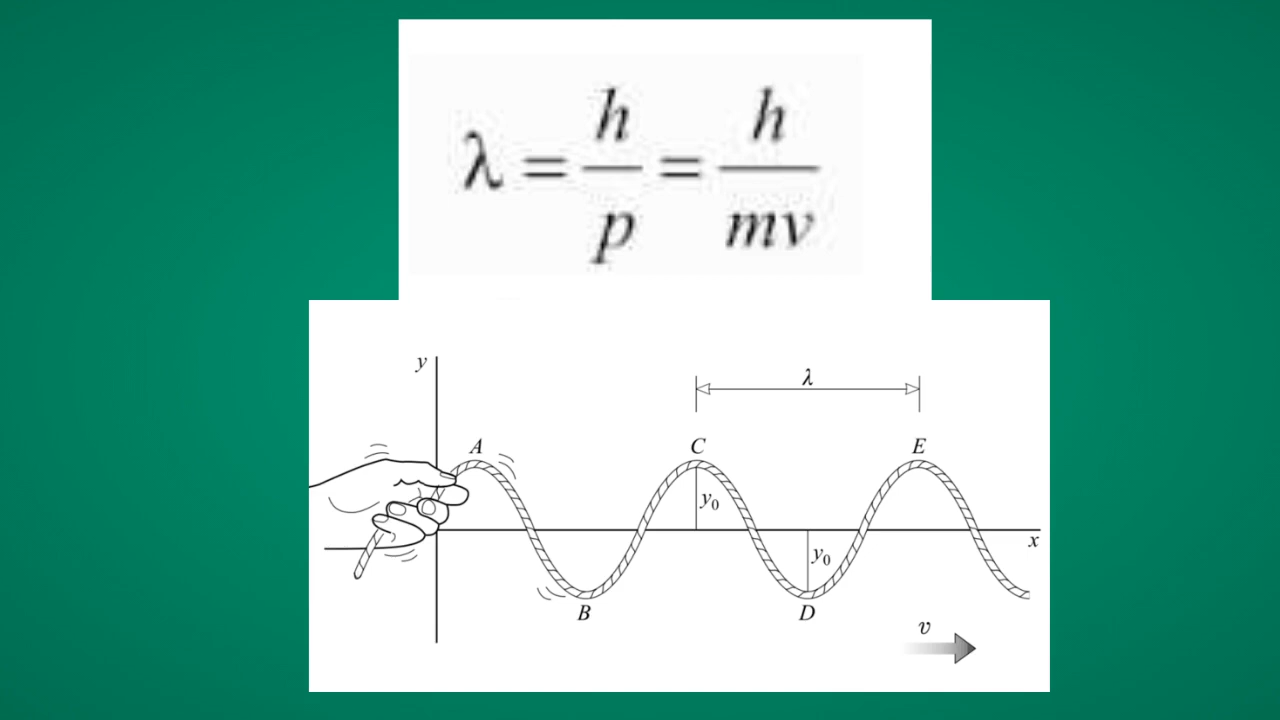 λ = h/p = h/mv
y
λ
A
C
E
y₀
y₀
x
B
D
v